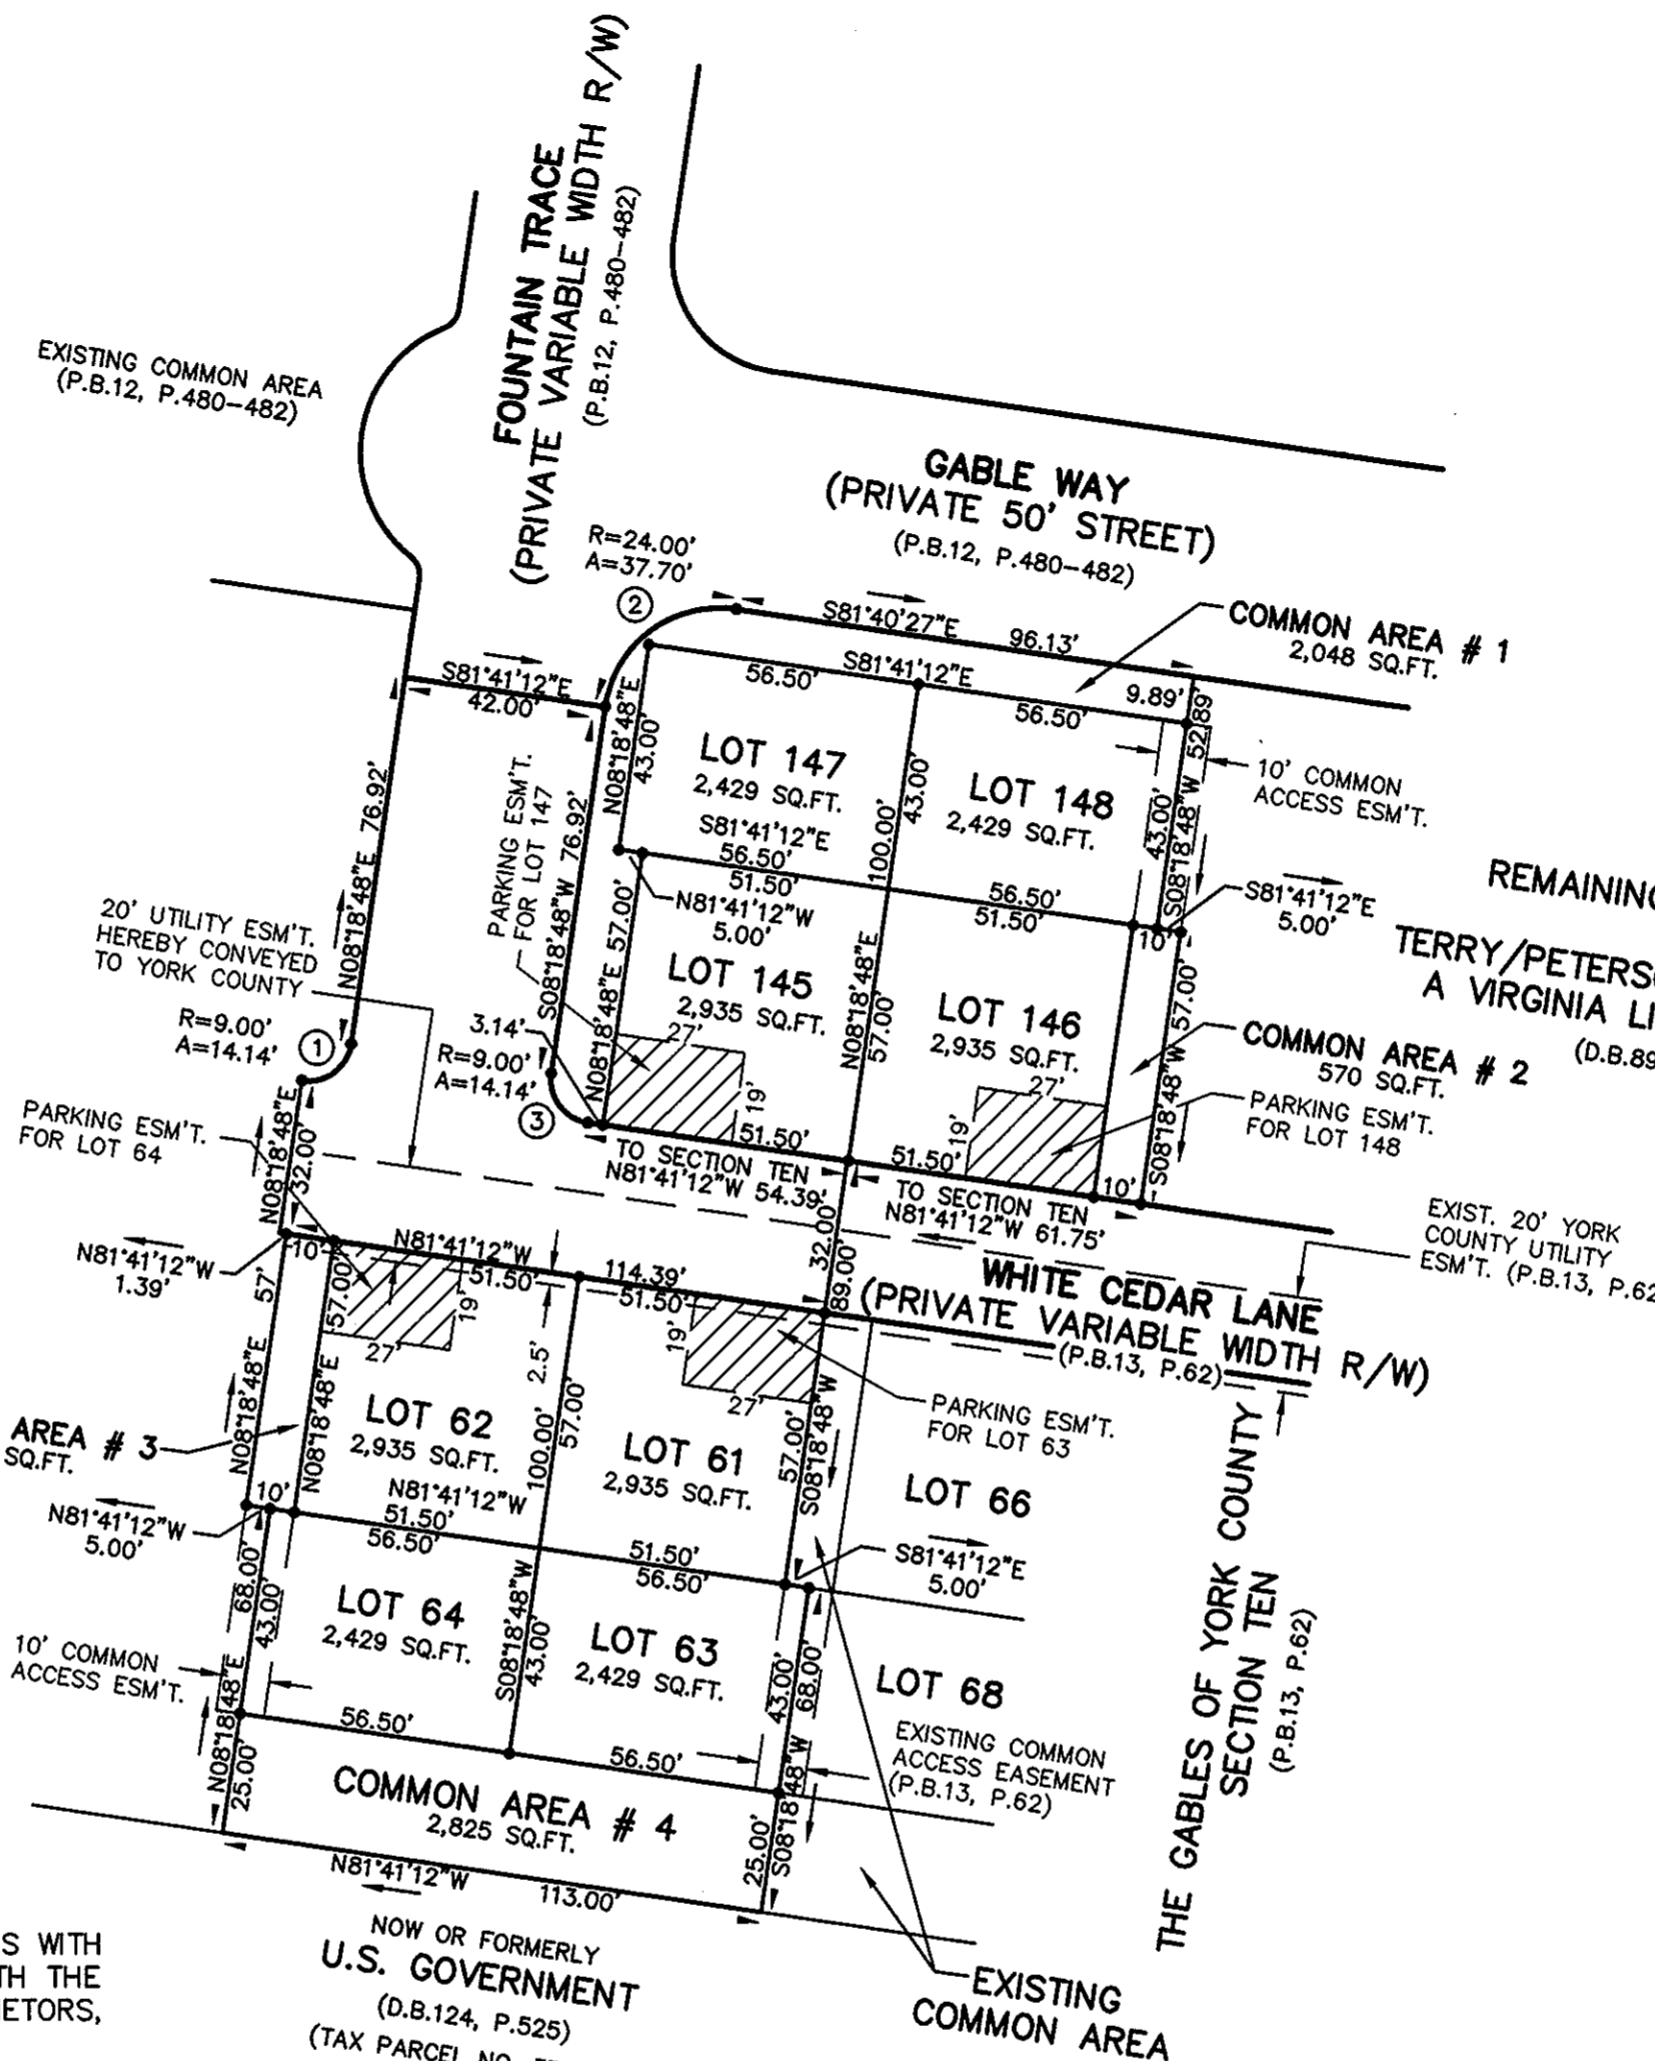 FOUNTAIN TRACE
(PRIVATE VARIABLE WIDTH R/W)
(P.B.12, P.480-482)
EXISTING COMMON AREA
(P.B.12, P.480-482)
GABLE WAY
(PRIVATE 50' STREET)
(P.B.12, P.480-482)
R=24.00'
A=37.70'
2
S81°40'27"E
96.13'
COMMON AREA # 1
2,048 SQ.FT.
S81°41'12"E
42.00'
S81°41'12"E
56.50'
56.50'
9.89'
52.89'
S08°18'48"W
43.00'
10' COMMON
ACCESS ESM'T.
N08°18'48"E
43.00'
LOT 147
2,429 SQ.FT.
43.00'
100.00'
LOT 148
2,429 SQ.FT.
S81°41'12"E
56.50'
51.50'
56.50'
51.50'
N81°41'12"W
5.00'
10'
S81°41'12"E
5.00'
N08°18'48"E 76.92'
S08°18'48"W 76.92'
PARKING ESM'T.
FOR LOT 147
N08°18'48"E 57.00'
LOT 145
2,935 SQ.FT.
N08°18'48"E
57.00'
LOT 146
2,935 SQ.FT.
S08°18'48"W 57.00'
REMAINING
TERRY/PETERS
A VIRGINIA LI
(D.B.89
COMMON AREA # 2
570 SQ.FT.
PARKING ESM'T.
FOR LOT 148
20' UTILITY ESM'T.
HEREBY CONVEYED
TO YORK COUNTY
R=9.00'
A=14.14'
1
3.14'
R=9.00'
A=14.14'
3
27'
19'
27'
19'
51.50'
51.50'
10'
TO SECTION TEN
N81°41'12"W 54.39'
TO SECTION TEN
N81°41'12"W 61.75'
PARKING ESM'T.
FOR LOT 64
N08°18'48"E
32.00'
32.00'
89.00'
EXIST. 20' YORK
COUNTY UTILITY
ESM'T. (P.B.13, P.62
WHITE CEDAR LANE
(PRIVATE VARIABLE WIDTH R/W)
(P.B.13, P.62)
N81°41'12"W
1.39'
10'
N81°41'12"W
114.39'
51.50'
51.50'
57'
N08°18'48"E
57.00'
N08°18'48"E
27'
19'
2.5'
19'
27'
PARKING ESM'T.
FOR LOT 63
LOT 62
2,935 SQ.FT.
100.00'
57.00'
LOT 61
2,935 SQ.FT.
57.00'
S08°18'48"W
LOT 66
AREA # 3
SQ.FT.
10'
N81°41'12"W
5.00'
N81°41'12"W
51.50'
56.50'
51.50'
56.50'
S81°41'12"E
5.00'
68.00'
43.00'
LOT 64
2,429 SQ.FT.
S08°18'48"W
43.00'
LOT 63
2,429 SQ.FT.
43.00'
68.00'
LOT 68
10' COMMON
ACCESS ESM'T.
N08°18'48"E
25.00'
56.50'
56.50'
EXISTING COMMON
ACCESS EASEMENT
(P.B.13, P.62)
COMMON AREA # 4
2,825 SQ.FT.
25.00'
S08°18'48"W
N81°41'12"W
113.00'
THE GABLES OF YORK COUNTY
SECTION TEN
(P.B.13, P.62)
EXISTING
COMMON AREA
NOW OR FORMERLY
U.S. GOVERNMENT
(D.B.124, P.525)
(TAX PARCEL NO.
S WITH
TH THE
ETORS,